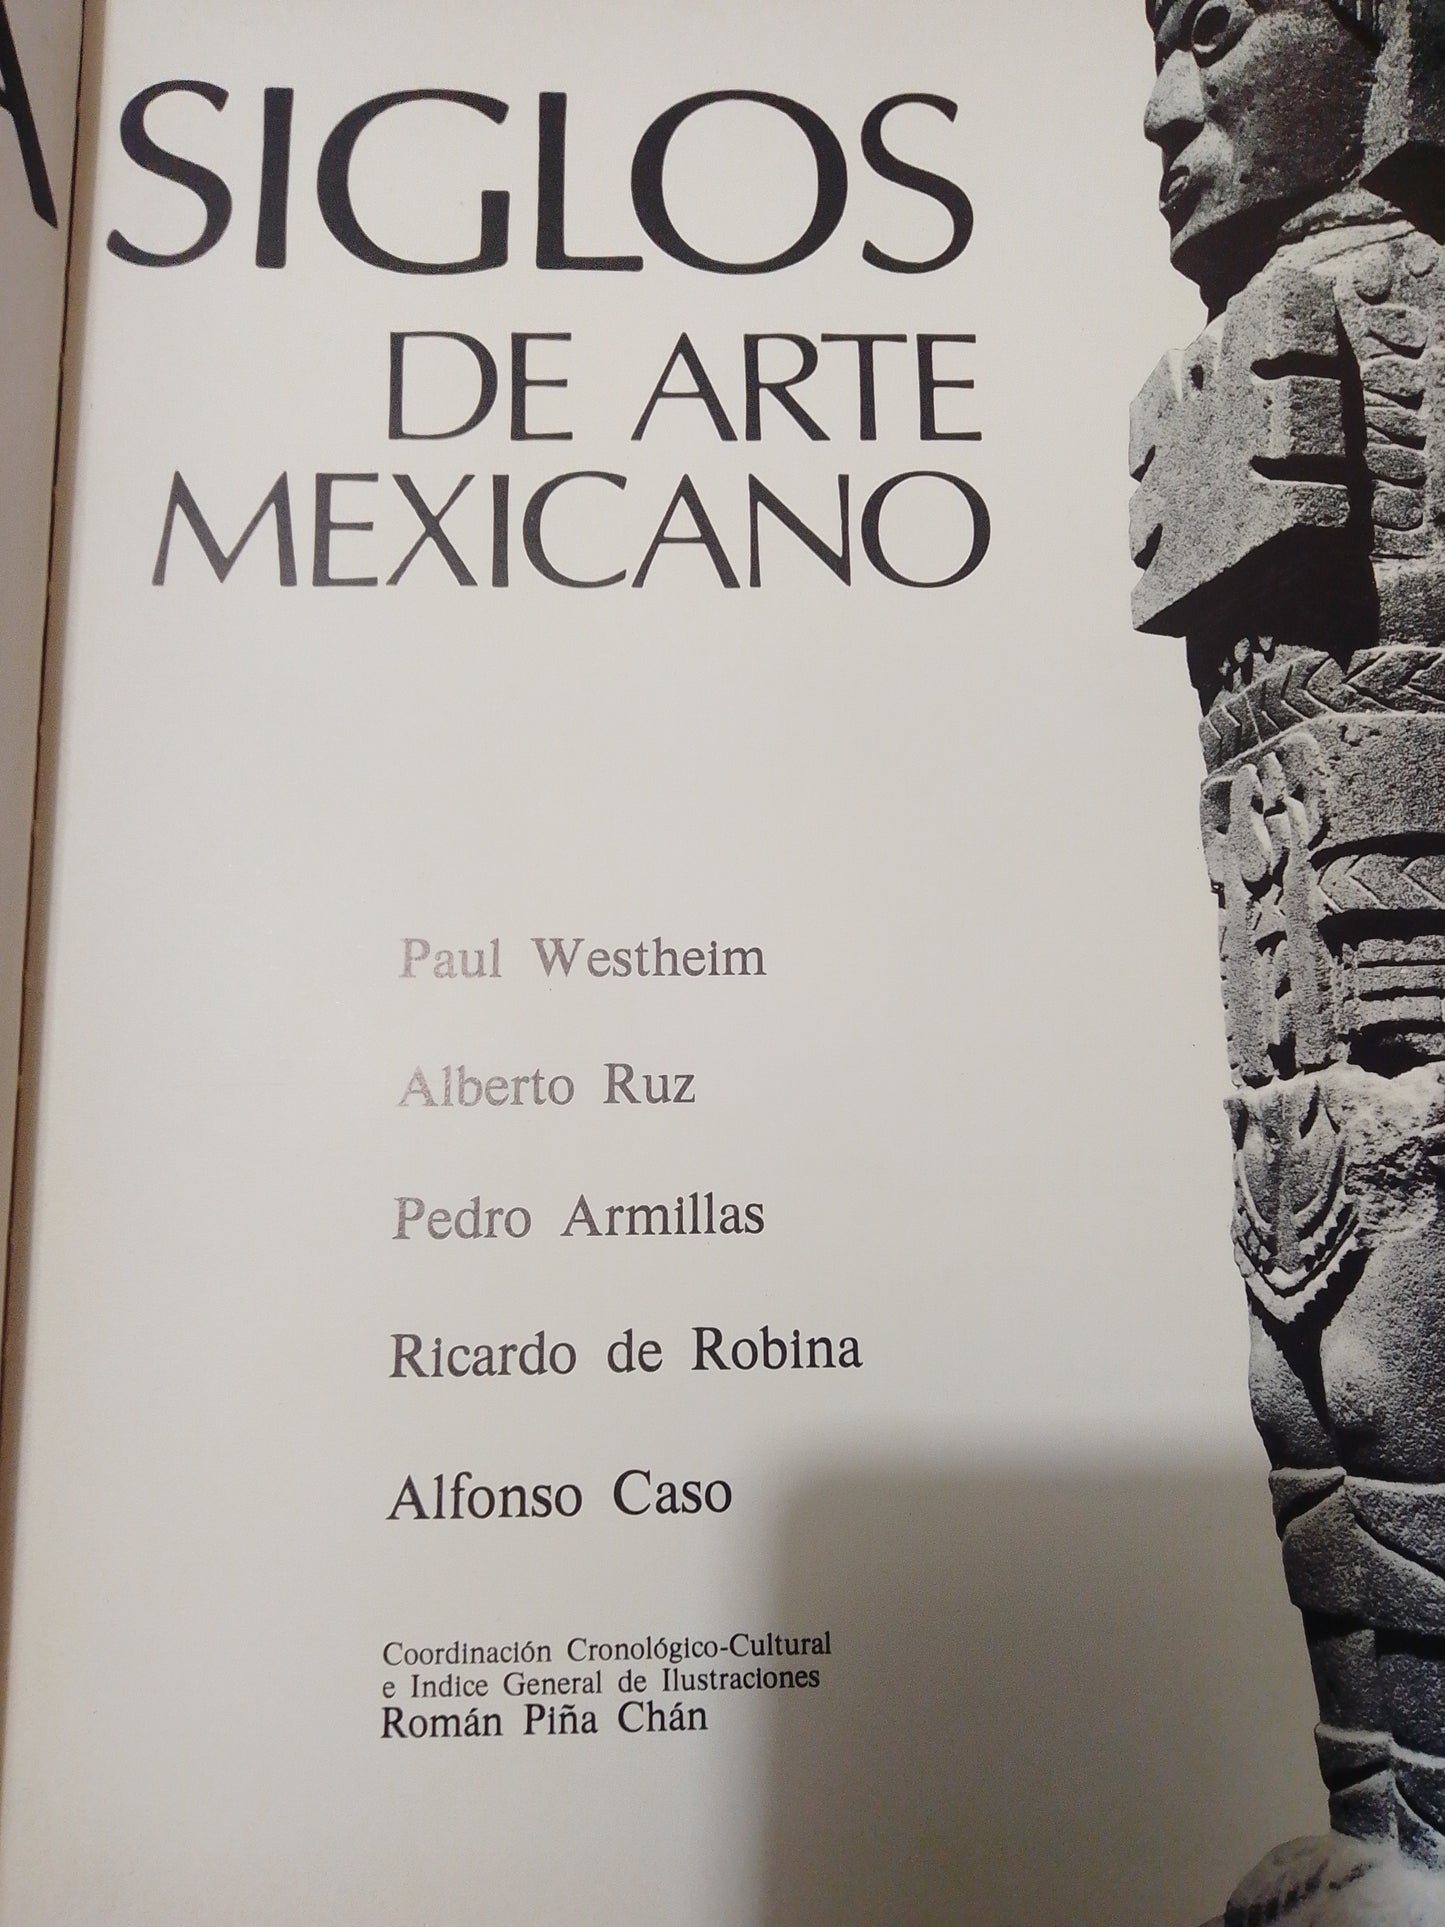 A SIGLOS
DE ARTE
MEXICANO
Paul Westheim
Alberto Ruz
Pedro Armillas
Ricardo de Robina
Alfonso Caso
Coordinación Cronológico-Cultural
e Indice General de Ilustraciones
Román Piña Chán